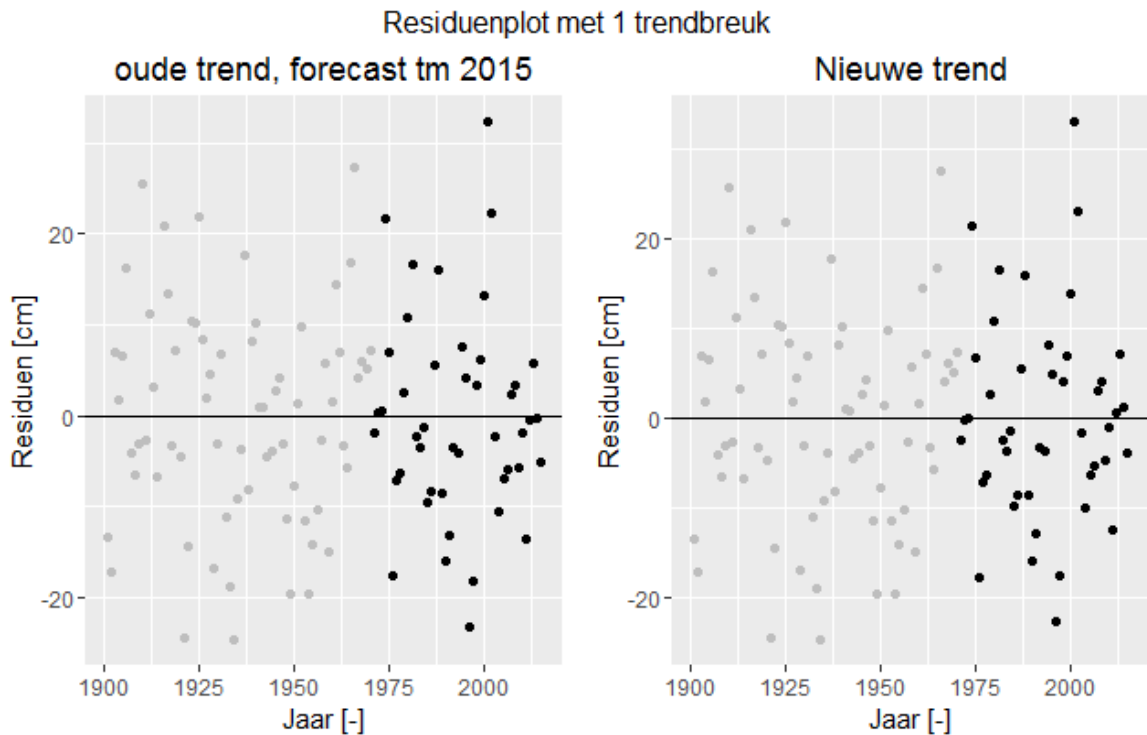 Residuenplot met 1 trendbreuk
oude trend, forecast tm 2015
Residuen [cm]
20
0
-20
1900 1925 1950 1975 2000
Jaar [-]
Nieuwe trend
Residuen [cm]
20
0
-20
1900 1925 1950 1975 2000
Jaar [-]